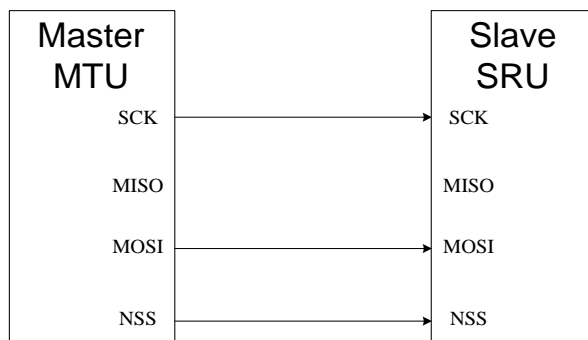 Master
MTU
SCK
MISO
MOSI
NSS
Slave
SRU
SCK
MISO
MOSI
NSS